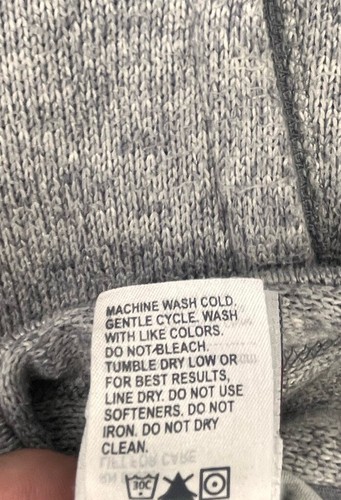 MACHINE WASH COLD,
GENTLE CYCLE. WASH
WITH LIKE COLORS.
DO NOT BLEACH.
TUMBLE DRY LOW OR
FOR BEST RESULTS,
LINE DRY. DO NOT USE
SOFTENERS. DO NOT
IRON. DO NOT DRY
CLEAN.
30C